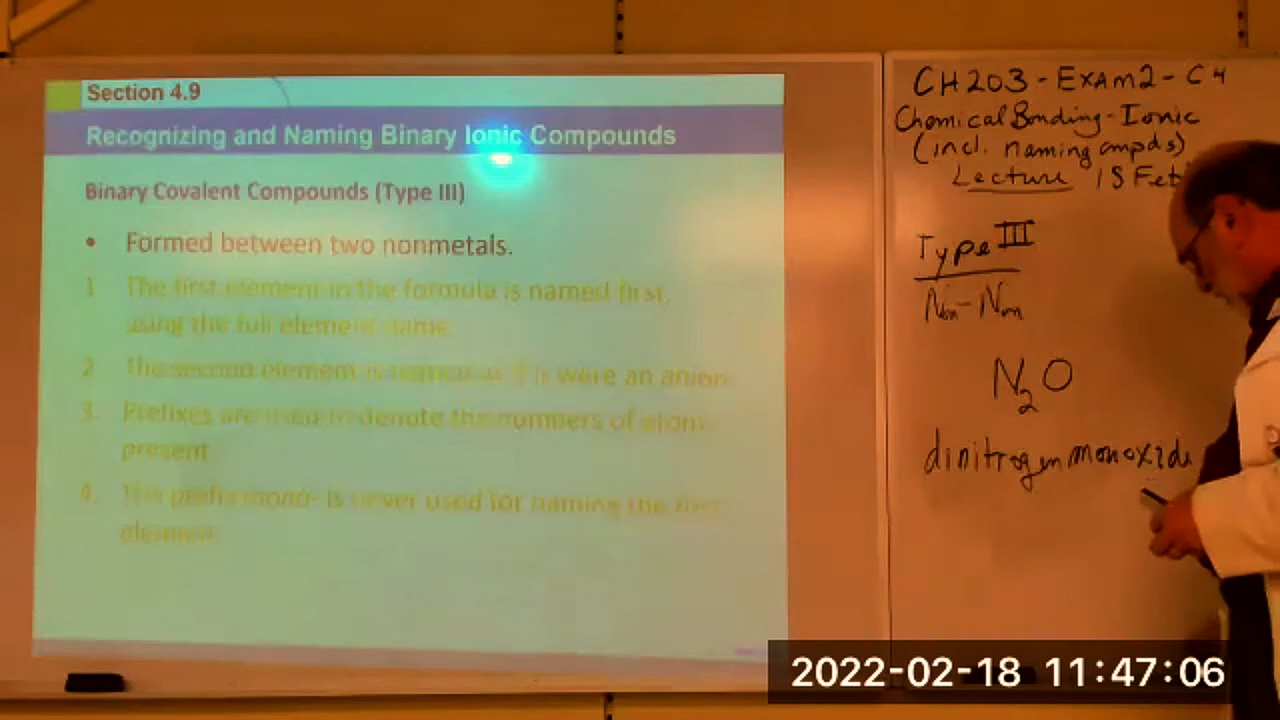 Section 4.9
Recognizing and Naming Binary Ionic Compounds
Binary Covalent Compounds (Type III)
• Formed between two nonmetals.
1 The first element in the formula is named first,
using the full element name
2 The second element is named as if it were an anion
3. Prefixes are used to denote the numbers of atoms
present
4. The prefix mono- is never used for naming the first
element
CH203 - EXAM2 - C4
Chemical Bonding - Ionic
(incl. naming cmpds)
Lecture 18 Feb
Type III
Nm - Nm
N2O
dinitrogen monoxide
2022-02-18 11:47:06